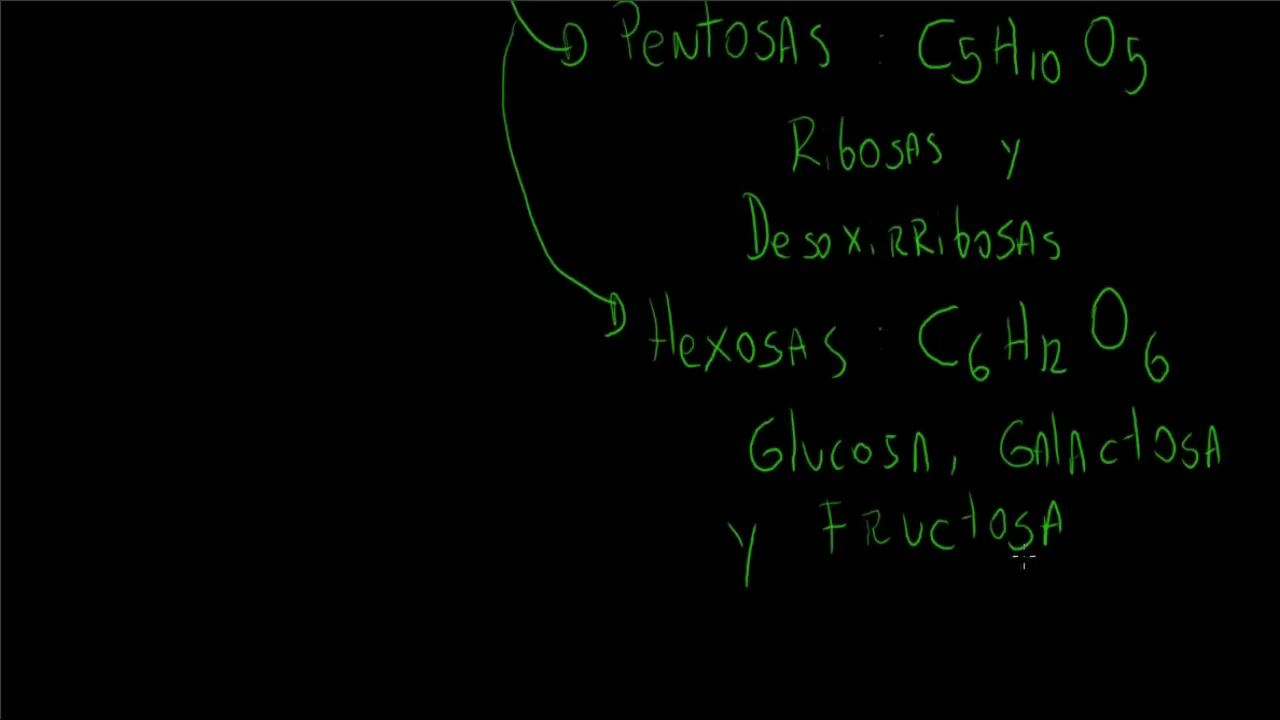 Pentosas : C5H10O5
Ribosas y
Desoxirribosas
Hexosas : C6H12O6
Glucosa, Galactosa
y Fructosa